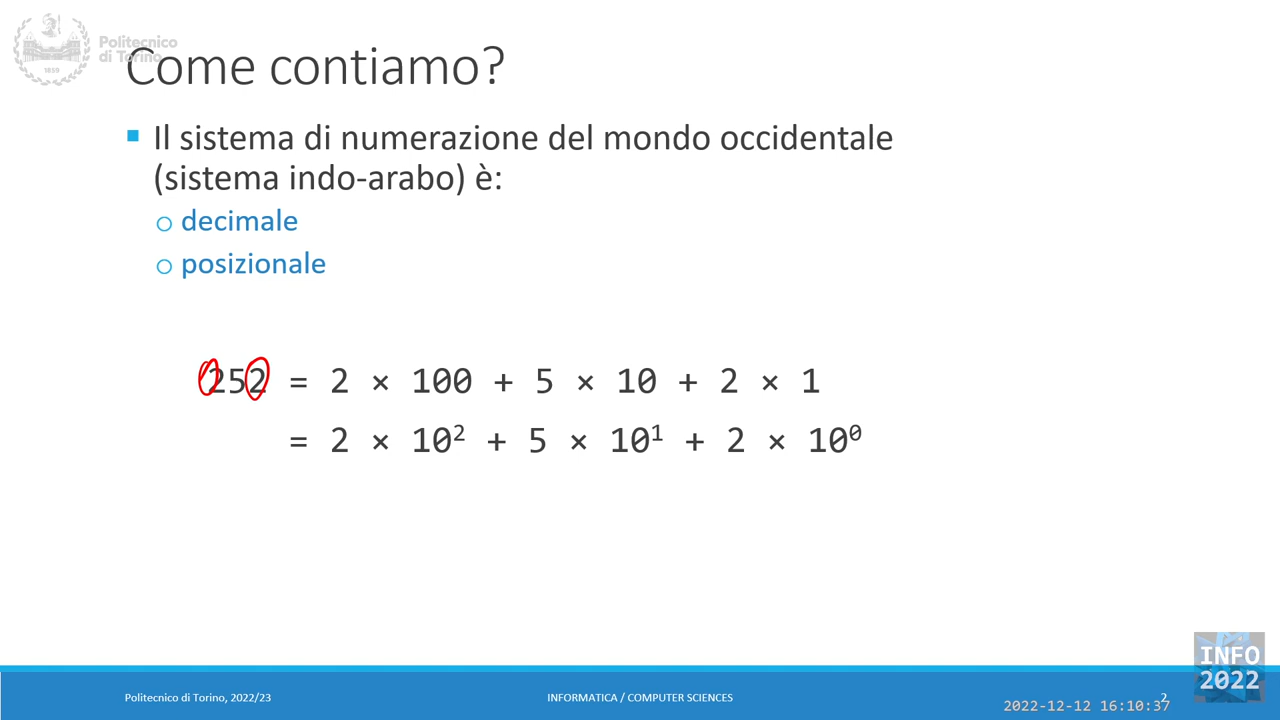 Politecnico
di Torino
1859
Come contiamo?
Il sistema di numerazione del mondo occidentale
(sistema indo-arabo) è:
decimale
posizionale
252 = 2 × 100 + 5 × 10 + 2 × 1
= 2 × 10² + 5 × 10¹ + 2 × 10⁰
INFO
2022
Politecnico di Torino, 2022/23
INFORMATICA / COMPUTER SCIENCES
2
2022-12-12 16:10:37